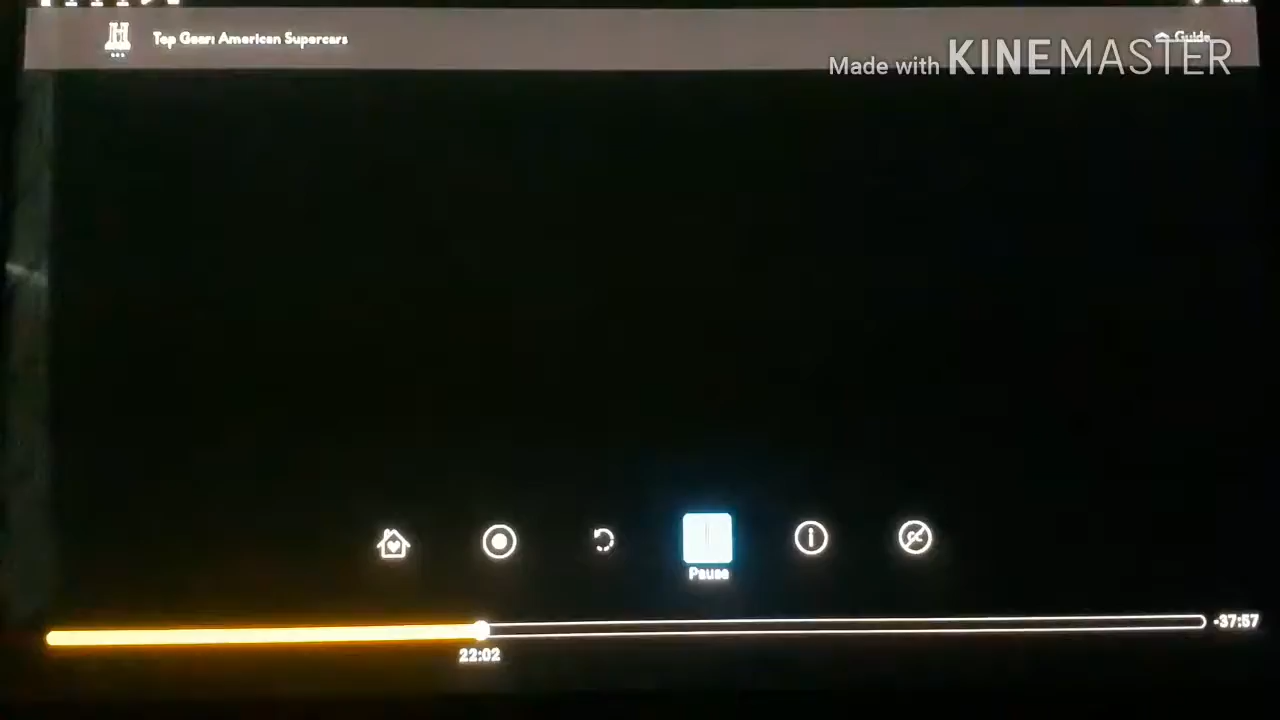 Top Gear: American Supercars
Guide
Made with KINEMASTER
Pause
22:02
-37:57